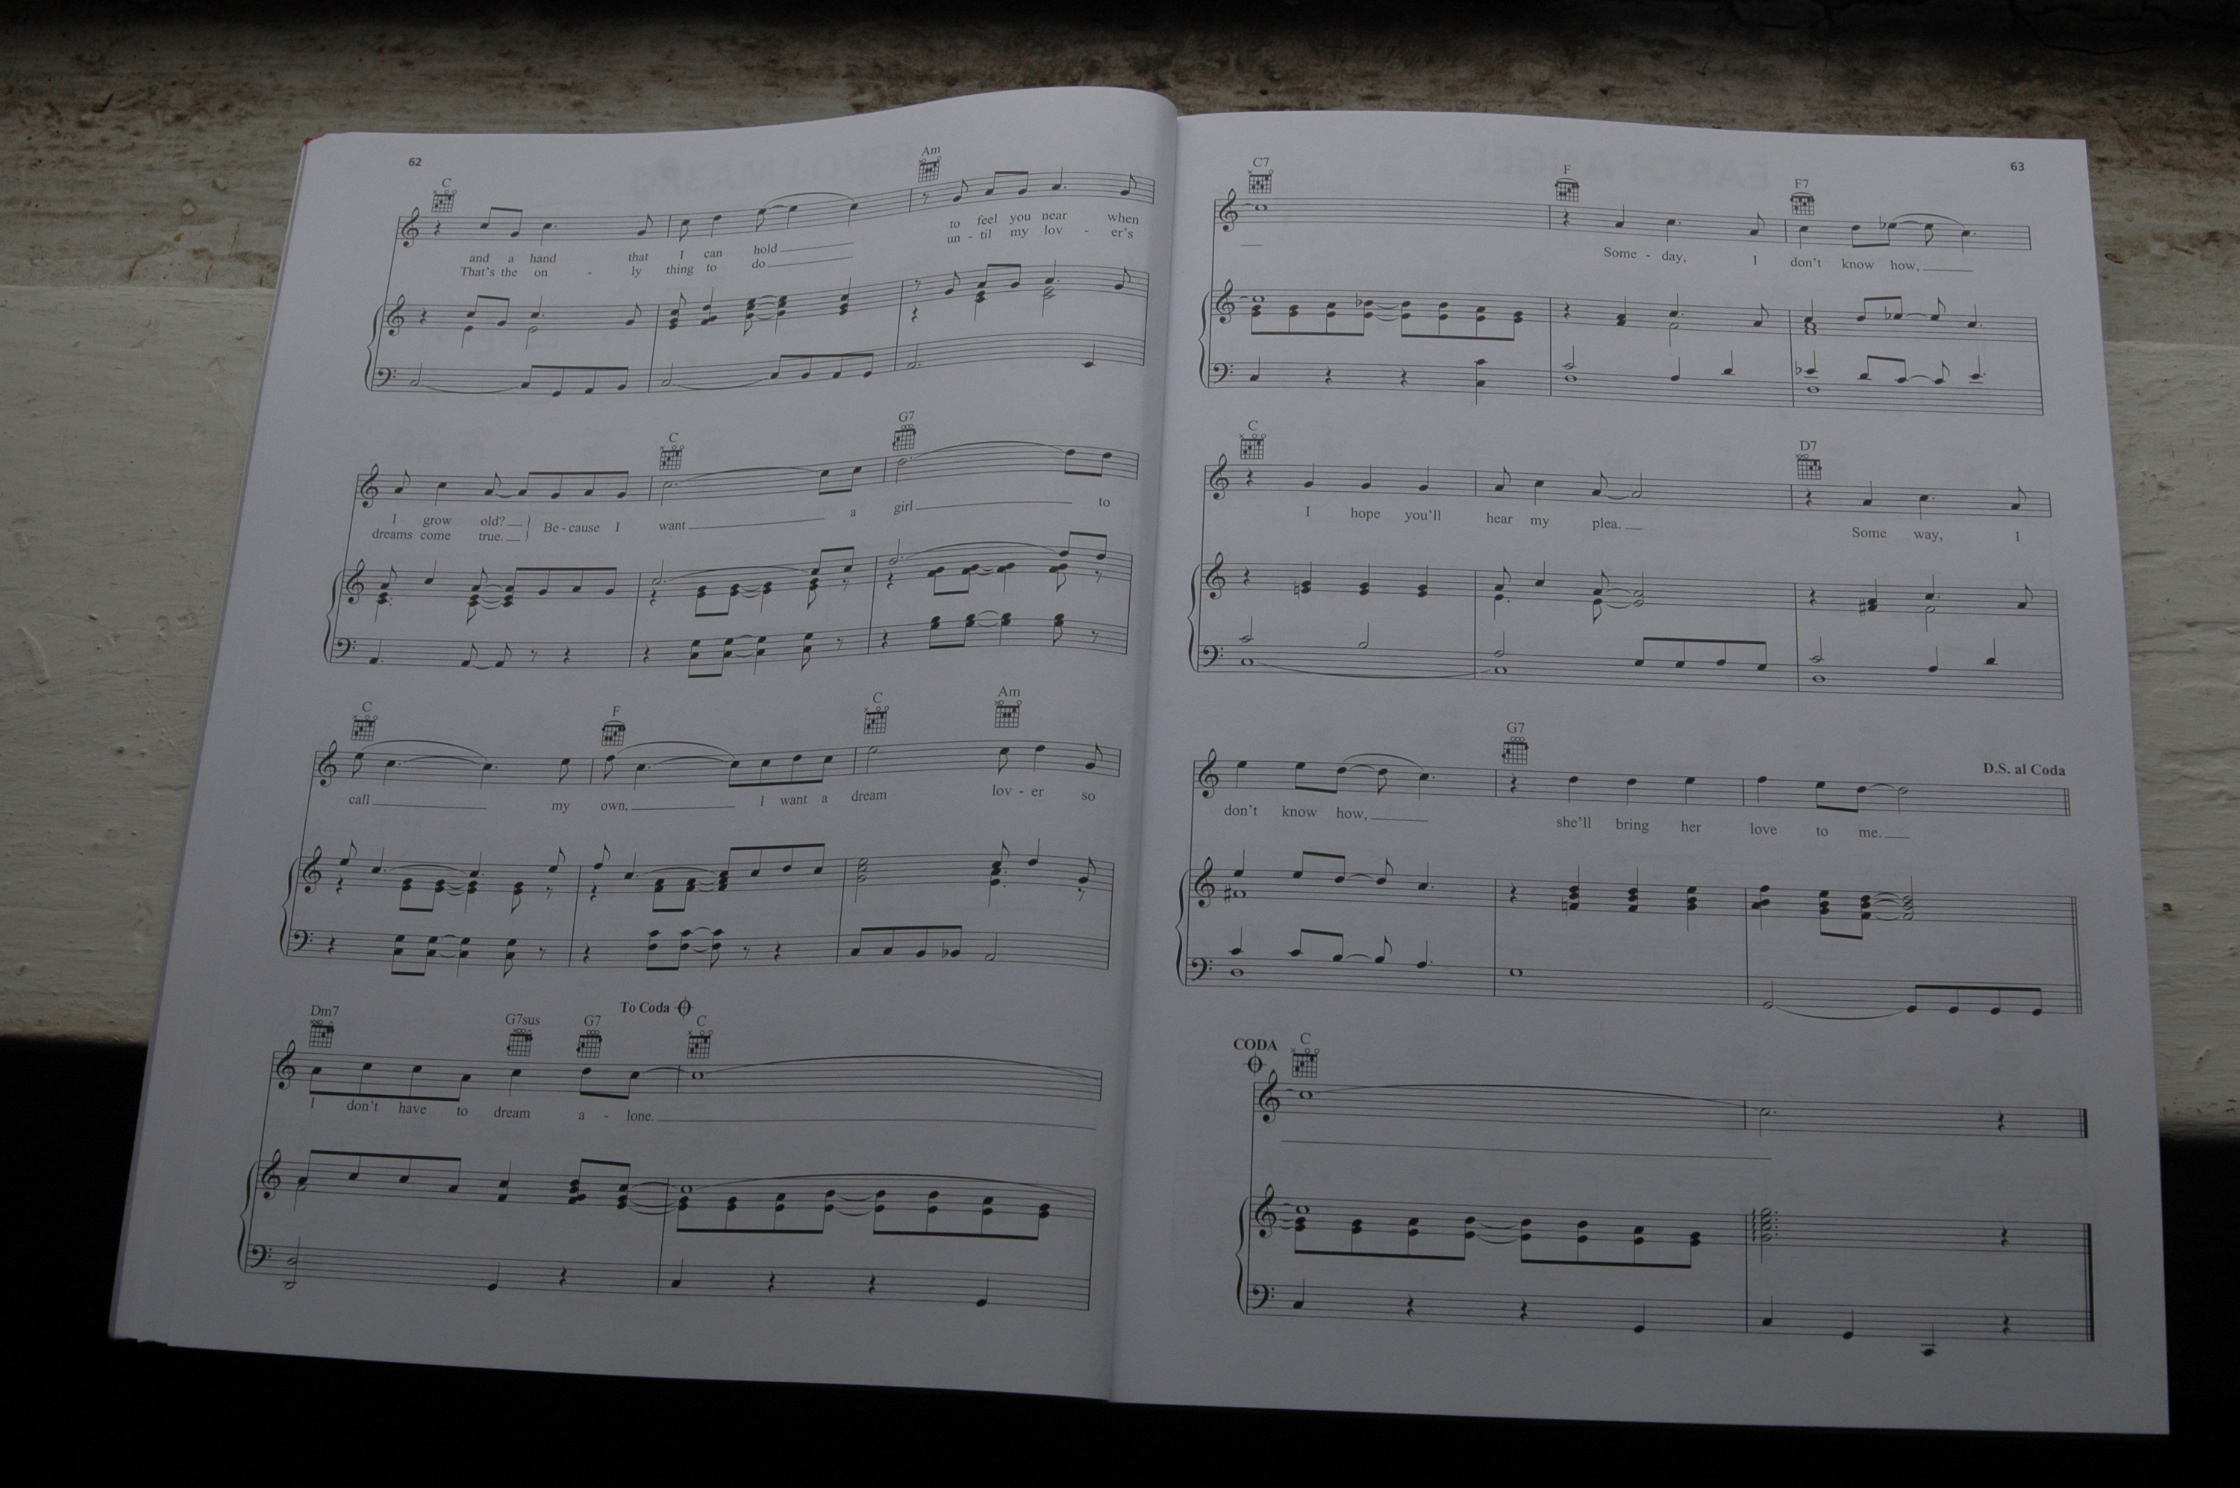 62
C Am
and a hand that I can hold to feel you near when
That's the on - ly thing to do un - til my lov - er's
C G7
I grow old? Be - cause I want a girl to
dreams come true.
C F C Am
call my own, I want a dream lov - er so
To Coda
Dm7 G7sus G7 C
I don't have to dream a - lone.
63
C7 F F7
Some - day, I don't know how,
C D7
I hope you'll hear my plea. Some way, I
G7
D.S. al Coda
don't know how, she'll bring her love to me.
CODA C